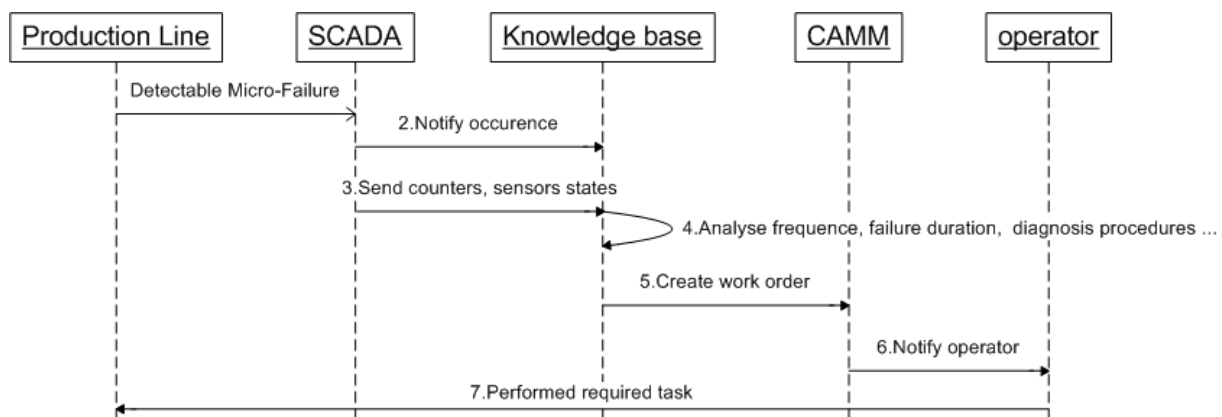 Production Line
SCADA
Knowledge base
CAMM
operator
Detectable Micro-Failure
2.Notify occurence
3.Send counters, sensors states
4.Analyse frequence, failure duration, diagnosis procedures ...
5.Create work order
6.Notify operator
7.Performed required task